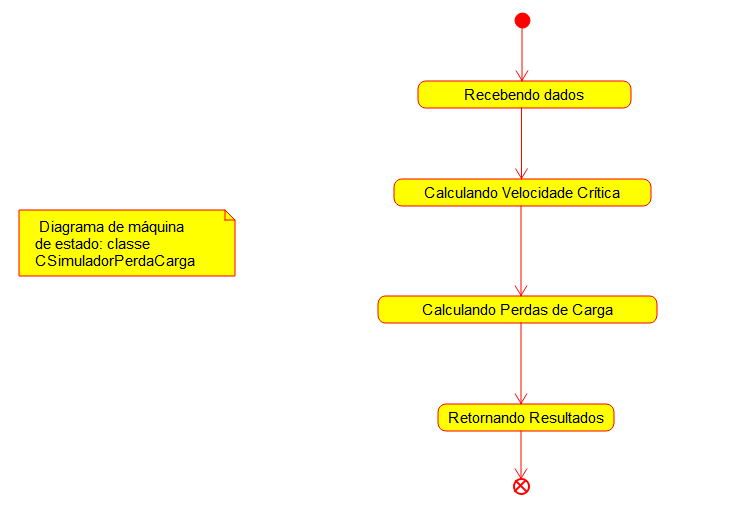 Recebendo dados
Calculando Velocidade Crítica
Diagrama de máquina
de estado: classe
CSimuladorPerdaCarga
Calculando Perdas de Carga
Retornando Resultados